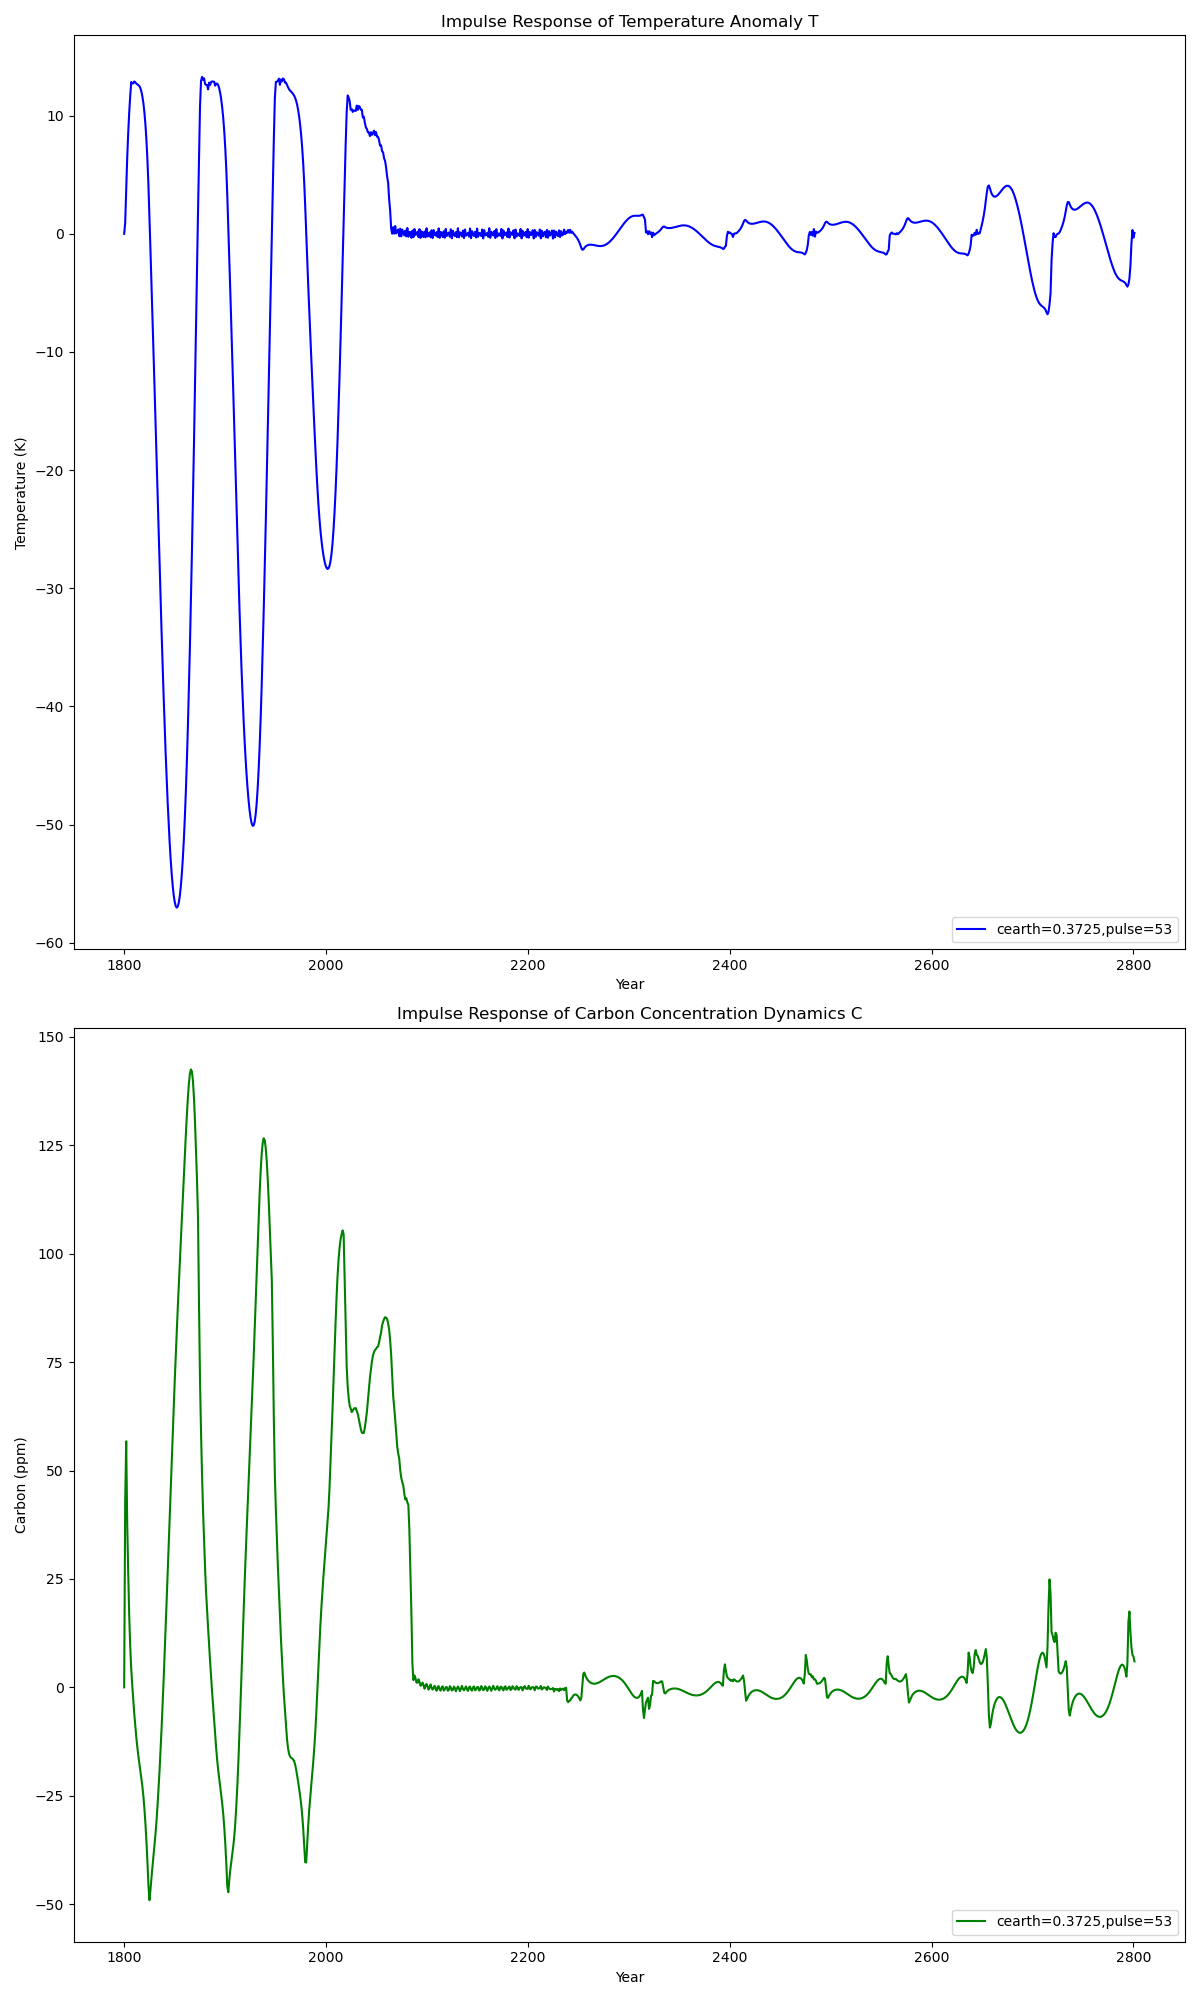 Impulse Response of Temperature Anomaly T
10
0
−10
−20
−30
−40
−50
−60
Temperature (K)
cearth=0.3725,pulse=53
1800 2000 2200 2400 2600 2800
Year
Impulse Response of Carbon Concentration Dynamics C
150
125
100
75
50
25
0
−25
−50
Carbon (ppm)
cearth=0.3725,pulse=53
1800 2000 2200 2400 2600 2800
Year